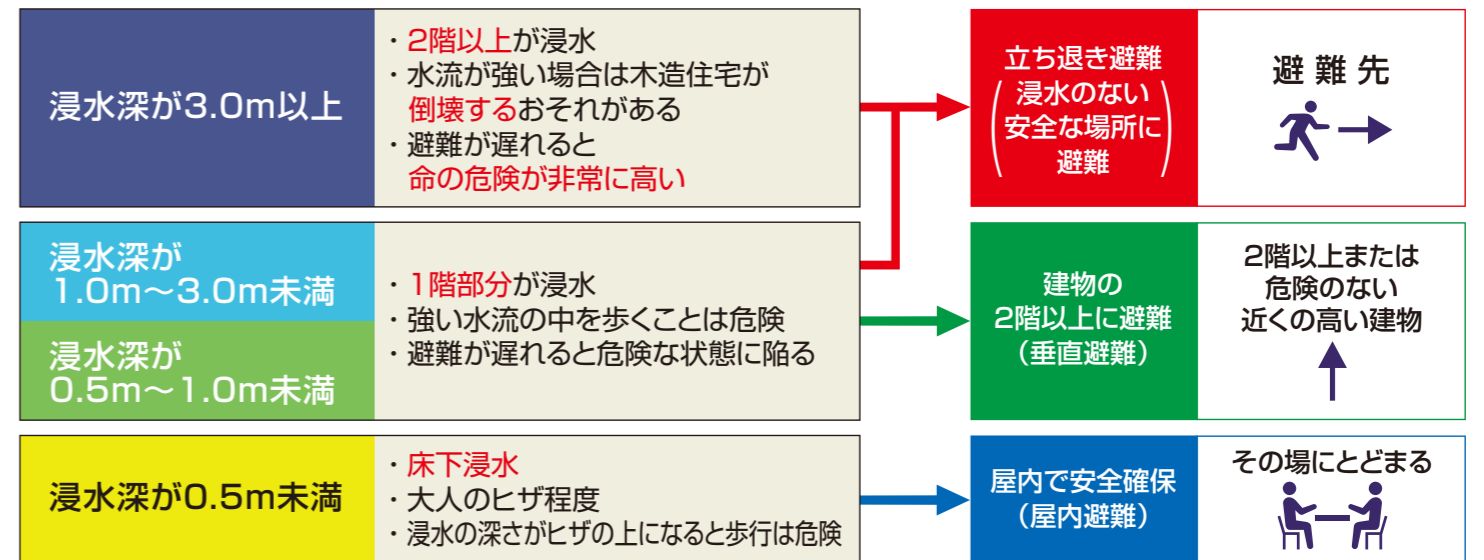 浸水深が3.0m以上
・2階以上が浸水
・水流が強い場合は木造住宅が
倒壊するおそれがある
・避難が遅れると
命の危険が非常に高い
立ち退き避難
(浸水のない
安全な場所に
避難)
避難先
浸水深が
1.0m～3.0m未満
浸水深が
0.5m～1.0m未満
・1階部分が浸水
・強い水流の中を歩くことは危険
・避難が遅れると危険な状態に陥る
建物の
2階以上に避難
(垂直避難)
2階以上または
危険のない
近くの高い建物
浸水深が0.5m未満
・床下浸水
・大人のヒザ程度
・浸水の深さがヒザの上になると歩行は危険
屋内で安全確保
(屋内避難)
その場にとどまる